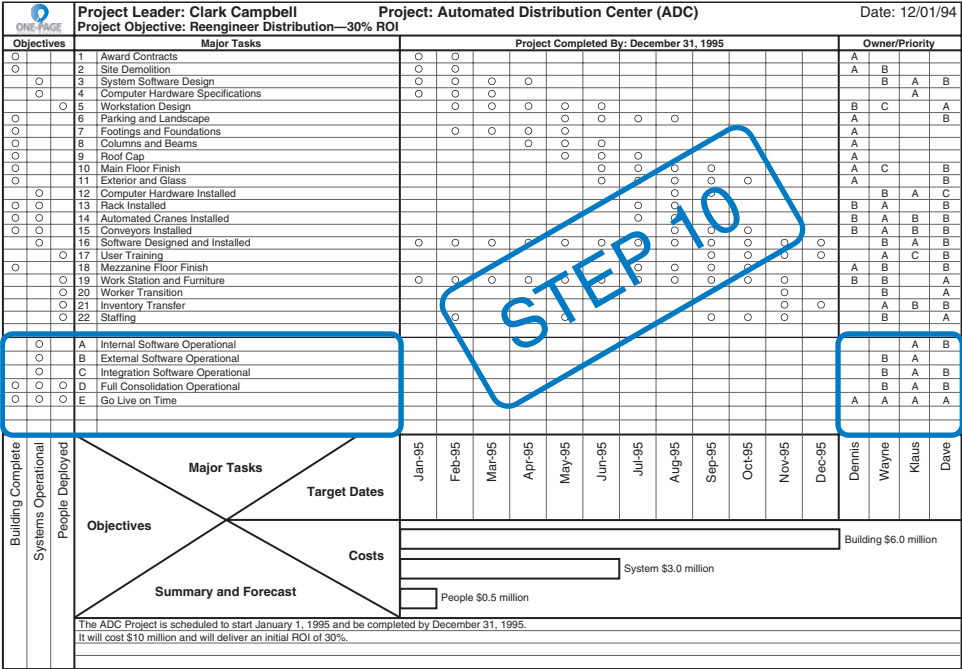 ONE-PAGE
Project Leader: Clark Campbell Project: Automated Distribution Center (ADC) Date: 12/01/94
Project Objective: Reengineer Distribution—30% ROI
Objectives Major Tasks Project Completed By: December 31, 1995 Owner/Priority
1 Award Contracts A
2 Site Demolition A B
3 System Software Design B A B
4 Computer Hardware Specifications A
5 Workstation Design B C A
6 Parking and Landscape A B
7 Footings and Foundations A
8 Columns and Beams A
9 Roof Cap A
10 Main Floor Finish A C B
11 Exterior and Glass A B
12 Computer Hardware Installed B A C
13 Rack Installed B A B
14 Automated Cranes Installed B A B B
15 Conveyors Installed B A B B
16 Software Designed and Installed B A B
17 User Training A C B
18 Mezzanine Floor Finish A B B
19 Work Station and Furniture B B A
20 Worker Transition B A
21 Inventory Transfer A B B
22 Staffing B A
STEP 10
A Internal Software Operational A B
B External Software Operational B A
C Integration Software Operational B A B
D Full Consolidation Operational B A B
E Go Live on Time A A A A
Building Complete
Systems Operational
People Deployed
Major Tasks
Target Dates
Objectives
Costs
Summary and Forecast
Jan-95 Feb-95 Mar-95 Apr-95 May-95 Jun-95 Jul-95 Aug-95 Sep-95 Oct-95 Nov-95 Dec-95 Dennis Wayne Klaus Dave
Building $6.0 million
System $3.0 million
People $0.5 million
The ADC Project is scheduled to start January 1, 1995 and be completed by December 31, 1995.
It will cost $10 million and will deliver an initial ROI of 30%.